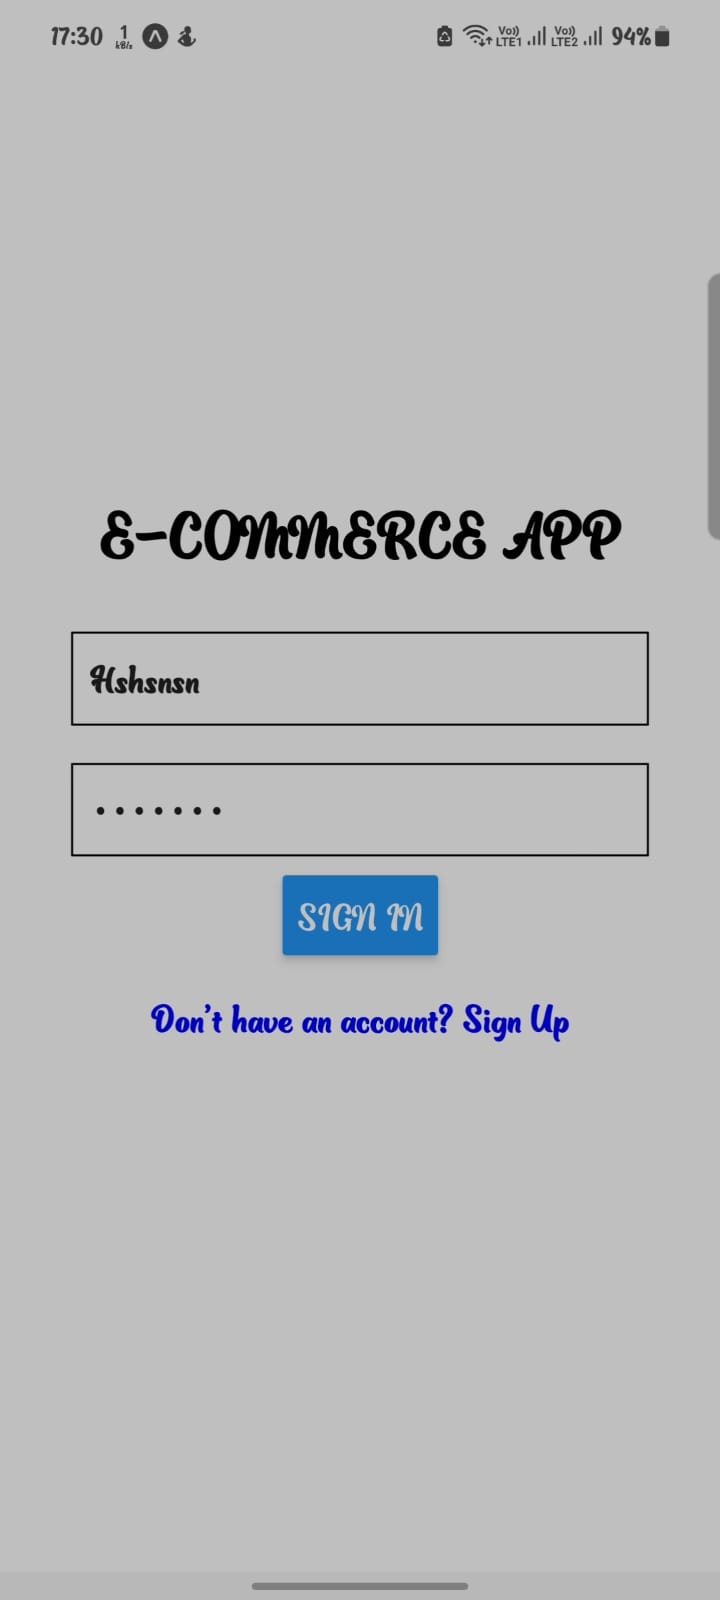 17:30 1 kB/s Vo)) LTE1 Vo)) LTE2 94%
E-COMMERCE APP
Hshsnsn
•••••••
SIGN IN
Don't have an account? Sign Up